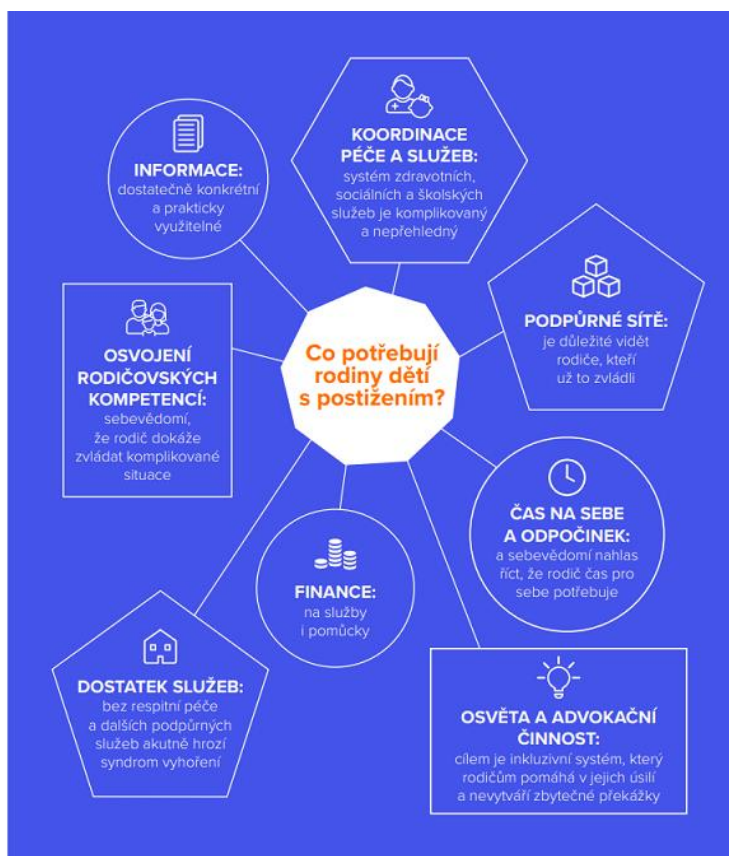 INFORMACE:
dostatečně konkrétní
a prakticky
využitelné
KOORDINACE
PÉČE A SLUŽEB:
systém zdravotních,
sociálních a školských
služeb je komplikovaný
a nepřehledný
PODPŮRNÉ SÍTĚ:
je důležité vidět
rodiče, kteří
už to zvládli
OSVOJENÍ
RODIČOVSKÝCH
KOMPETENCÍ:
sebevědomí,
že rodič dokáže
zvládat komplikované
situace
Co potřebují
rodiny dětí
s postižením?
ČAS NA SEBE
A ODPOČINEK:
a sebevědomí nahlas
říct, že rodič čas pro
sebe potřebuje
FINANCE:
na služby
i pomůcky
DOSTATEK SLUŽEB:
bez respitní péče
a dalších podpůrných
služeb akutně hrozí
syndrom vyhoření
OSVĚTA A ADVOKAČNÍ
ČINNOST:
cílem je inkluzivní systém, který
rodičům pomáhá v jejich úsilí
a nevytváří zbytečné překážky